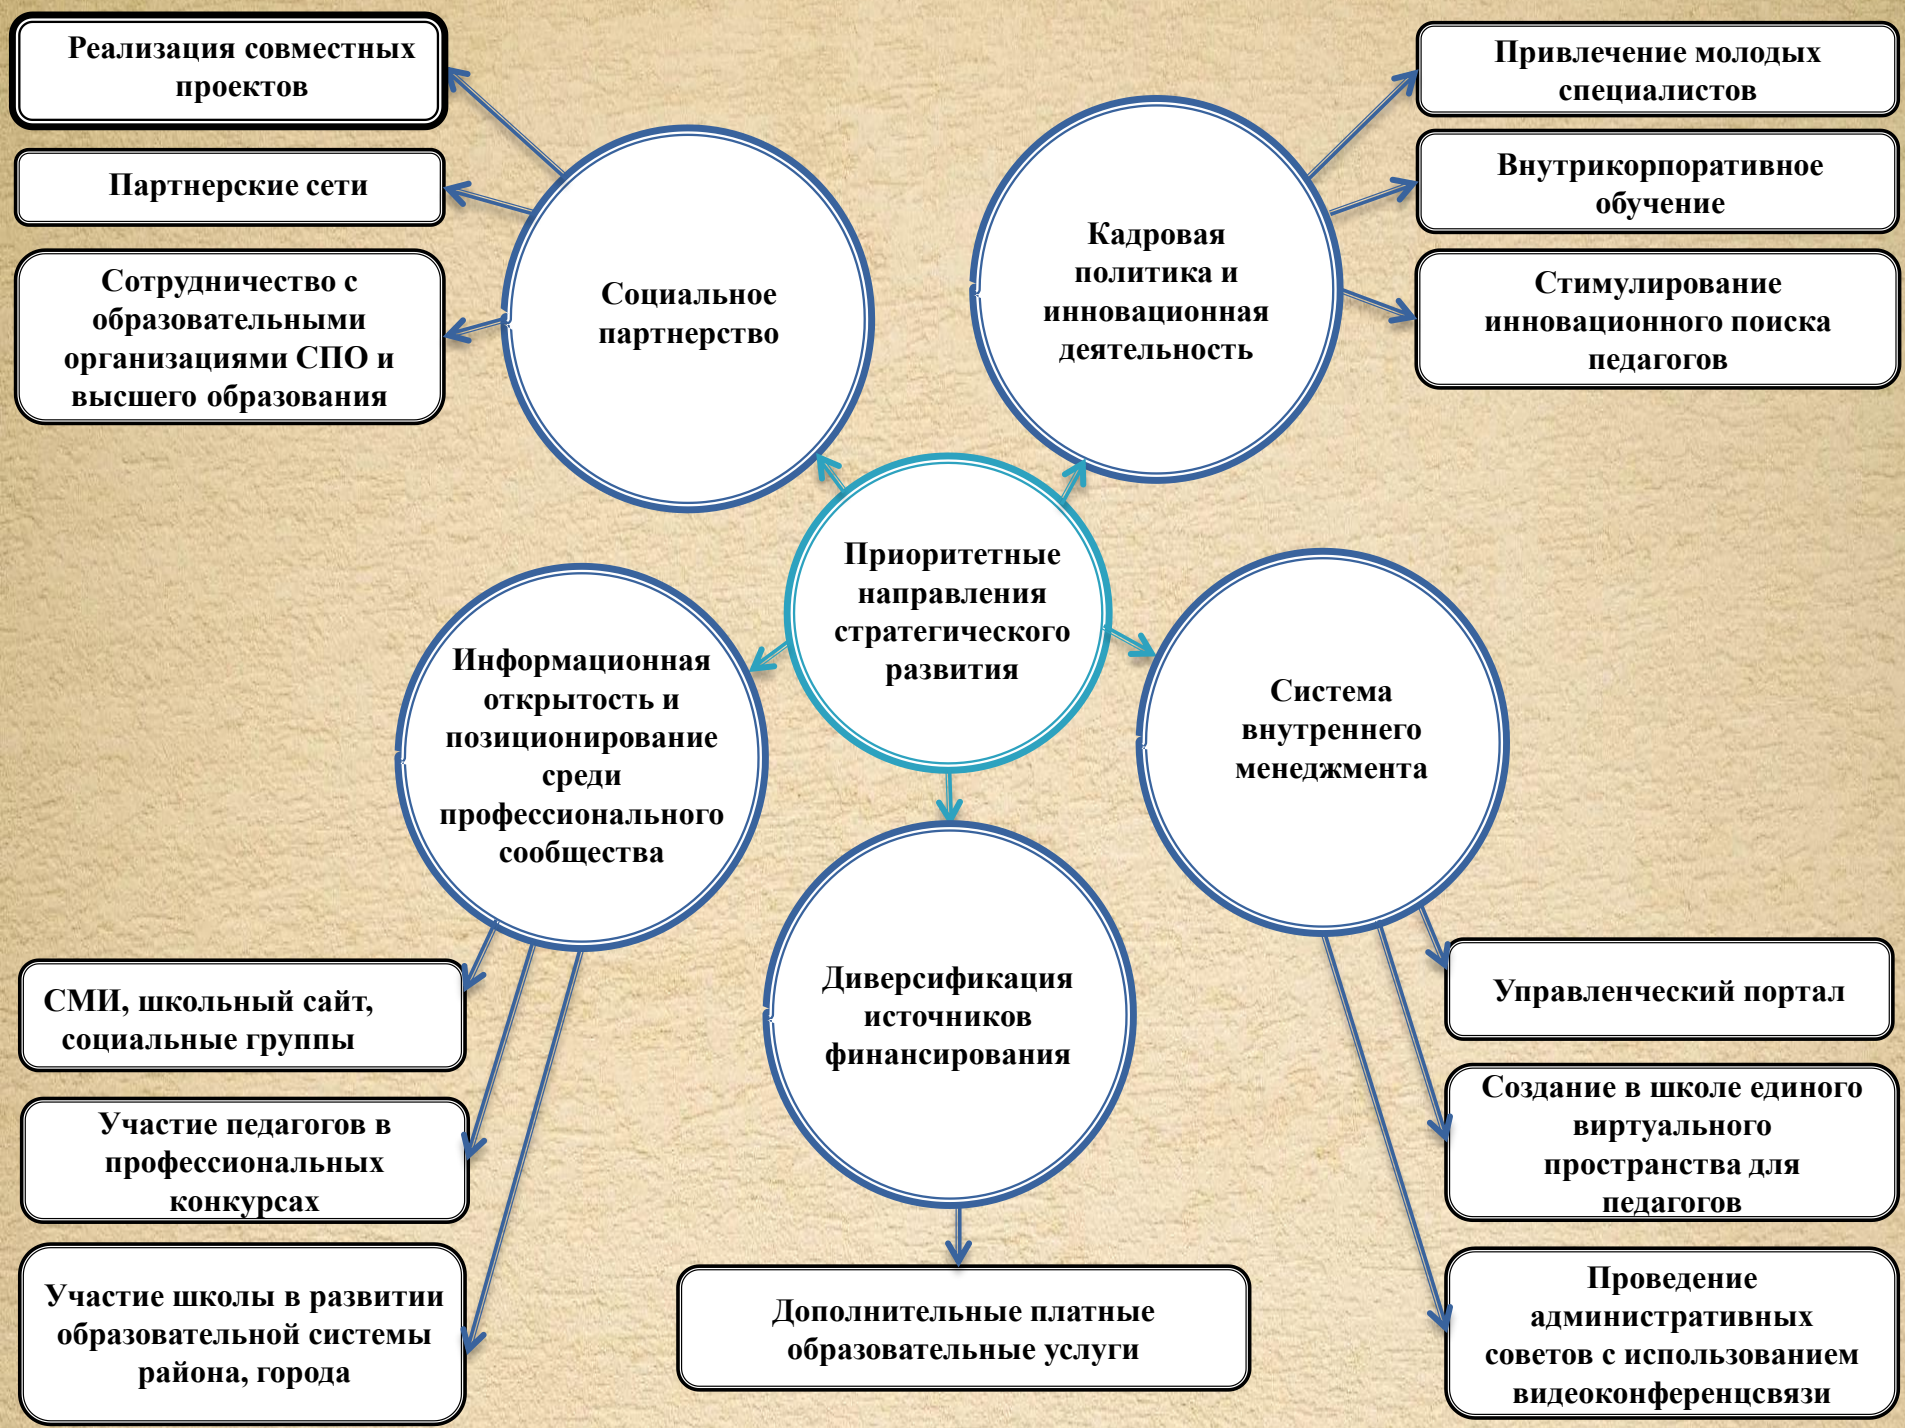 Реализация совместных
проектов
Партнерские сети
Сотрудничество с
образовательными
организациями СПО и
высшего образования
Социальное
партнерство
Кадровая
политика и
инновационная
деятельность
Привлечение молодых
специалистов
Внутрикорпоративное
обучение
Стимулирование
инновационного поиска
педагогов
Приоритетные
направления
стратегического
развития
Информационная
открытость и
позиционирование
среди
профессионального
сообщества
Система
внутреннего
менеджмента
Диверсификация
источников
финансирования
СМИ, школьный сайт,
социальные группы
Участие педагогов в
профессиональных
конкурсах
Участие школы в развитии
образовательной системы
района, города
Дополнительные платные
образовательные услуги
Управленческий портал
Создание в школе единого
виртуального
пространства для
педагогов
Проведение
административных
советов с использованием
видеоконференцсвязи